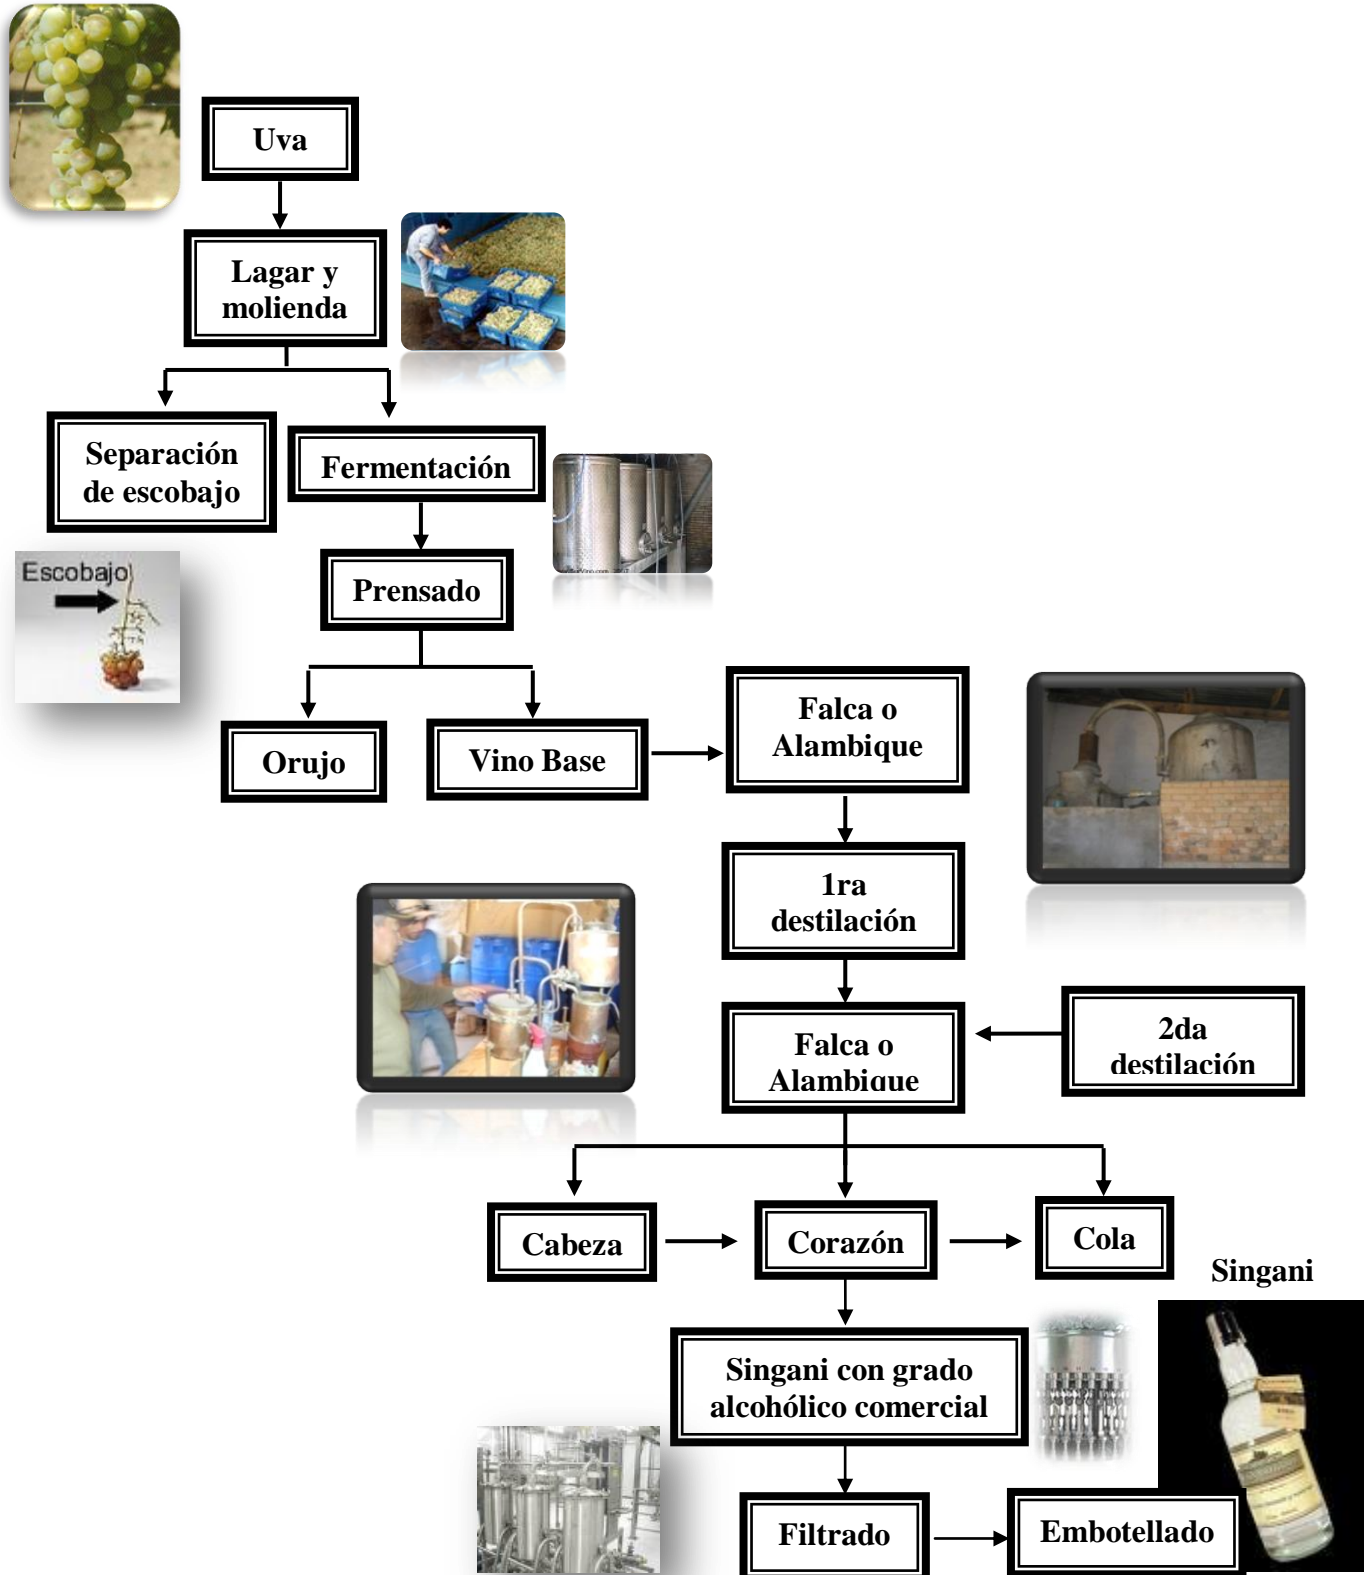 Uva
Lagar y
molienda
Separación
de escobajo
Fermentación
Escobajo
Prensado
Orujo
Vino Base
Falca o
Alambique
1ra
destilación
Falca o
Alambique
2da
destilación
Cabeza
Corazón
Cola
Singani
Singani con grado
alcohólico comercial
Filtrado
Embotellado